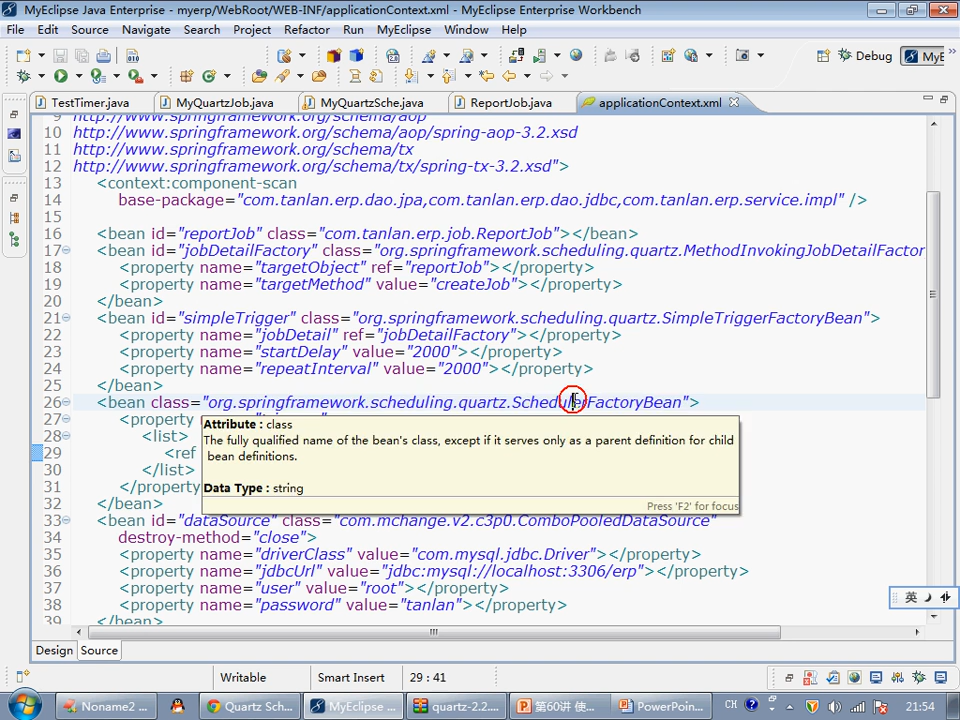 MyEclipse Java Enterprise - myerp/WebRoot/WEB-INF/applicationContext.xml - MyEclipse Enterprise Workbench
File Edit Source Navigate Search Project Refactor Run MyEclipse Window Help
Debug MyE
TestTimer.java MyQuartzJob.java MyQuartzSche.java ReportJob.java applicationContext.xml
9 http://www.springframework.org/schema/aop
10 http://www.springframework.org/schema/aop/spring-aop-3.2.xsd
11 http://www.springframework.org/schema/tx
12 http://www.springframework.org/schema/tx/spring-tx-3.2.xsd">
13 <context:component-scan
14 base-package="com.tanlan.erp.dao.jpa,com.tanlan.erp.dao.jdbc,com.tanlan.erp.service.impl" />
15
16 <bean id="reportJob" class="com.tanlan.erp.job.ReportJob"></bean>
17 <bean id="jobDetailFactory" class="org.springframework.scheduling.quartz.MethodInvokingJobDetailFactor
18 <property name="targetObject" ref="reportJob"></property>
19 <property name="targetMethod" value="createJob"></property>
20 </bean>
21 <bean id="simpleTrigger" class="org.springframework.scheduling.quartz.SimpleTriggerFactoryBean">
22 <property name="jobDetail" ref="jobDetailFactory"></property>
23 <property name="startDelay" value="2000"></property>
24 <property name="repeatInterval" value="2000"></property>
25 </bean>
26 <bean class="org.springframework.scheduling.quartz.SchedulerFactoryBean">
27 <property
28 <list>
29 <ref
30 </list>
31 </property
32 </bean>
Attribute : class
The fully qualified name of the bean's class, except if it serves only as a parent definition for child
bean definitions.
Data Type : string
Press 'F2' for focus
33 <bean id="dataSource" class="com.mchange.v2.c3p0.ComboPooledDataSource"
34 destroy-method="close">
35 <property name="driverClass" value="com.mysql.jdbc.Driver"></property>
36 <property name="jdbcUrl" value="jdbc:mysql://localhost:3306/erp"></property>
37 <property name="user" value="root"></property>
38 <property name="password" value="tanlan"></property>
39 </bean>
英
Design Source
Writable Smart Insert 29 : 41
Noname2 ... Quartz Sch... MyEclipse ... quartz-2.2.... 第60讲 使... PowerPoin... CH 21:54